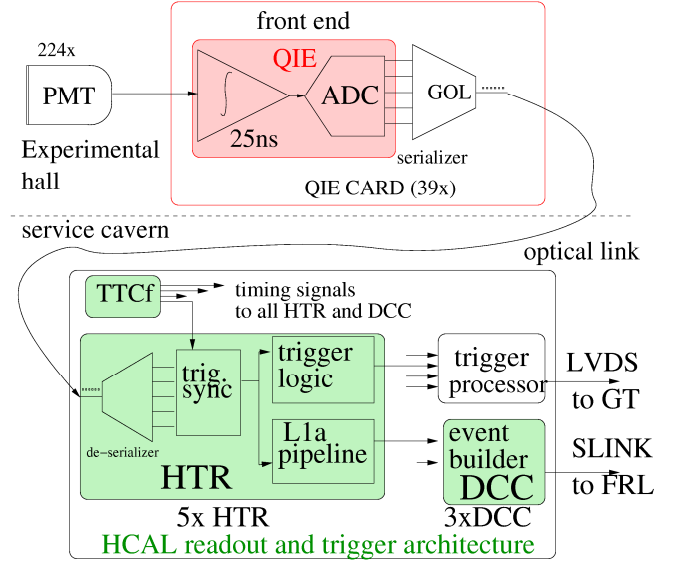 front end
224x
PMT
QIE
25ns
ADC
GOL
serializer
QIE CARD (39x)
Experimental
hall
service cavern
optical link
TTCf
timing signals
to all HTR and DCC
trig.
sync
trigger
logic
de-serializer
L1a
pipeline
HTR
trigger
processor
LVDS
to GT
event
builder
DCC
SLINK
to FRL
5x HTR
3xDCC
HCAL readout and trigger architecture